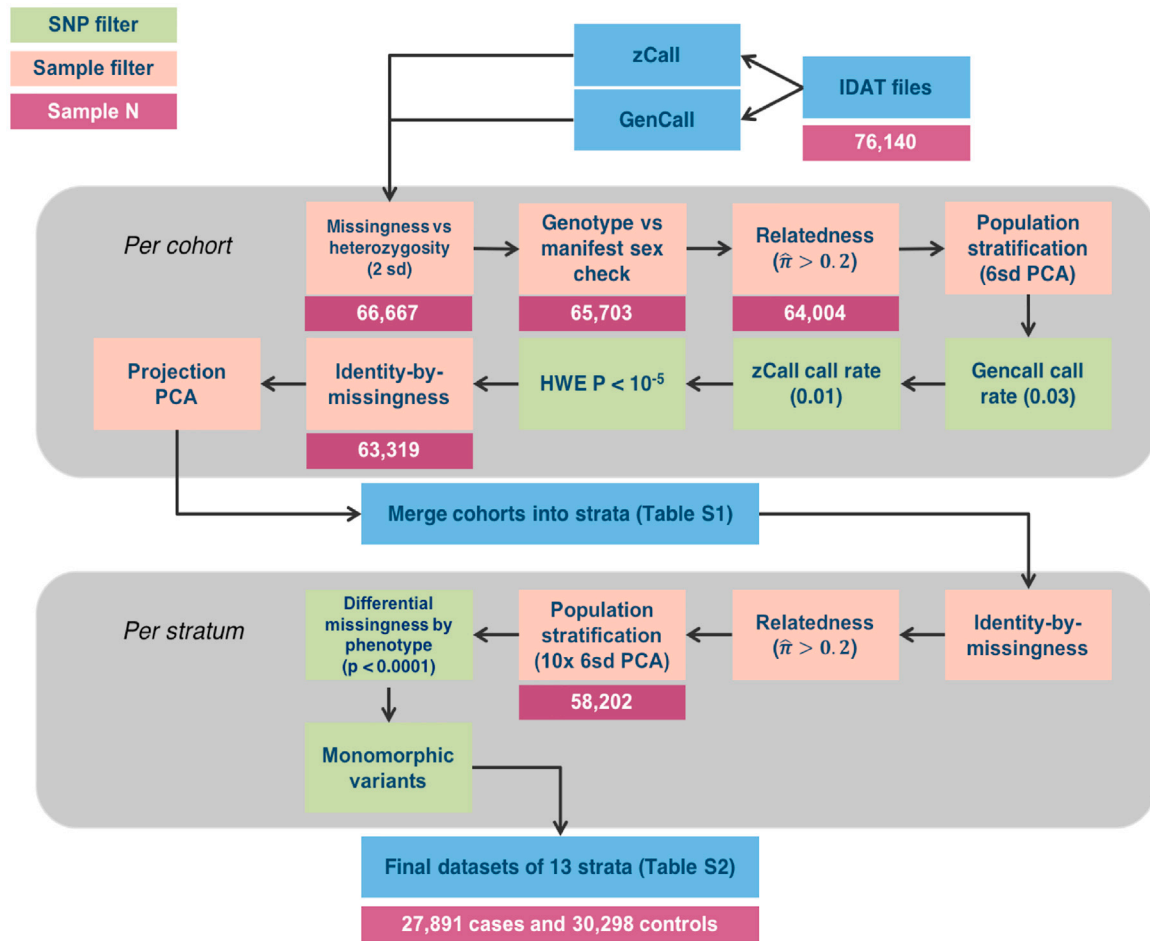 SNP filter
Sample filter
Sample N
zCall
GenCall
IDAT files
76,140
Per cohort
Missingness vs
heterozygosity
(2 sd)
66,667
Genotype vs
manifest sex
check
65,703
Relatedness
(π̂ > 0.2)
64,004
Population
stratification
(6sd PCA)
Gencall call
rate (0.03)
zCall call rate
(0.01)
HWE P < 10⁻⁵
Identity-by-
missingness
63,319
Projection
PCA
Merge cohorts into strata (Table S1)
Per stratum
Identity-by-
missingness
Relatedness
(π̂ > 0.2)
Population
stratification
(10x 6sd PCA)
58,202
Differential
missingness by
phenotype
(p < 0.0001)
Monomorphic
variants
Final datasets of 13 strata (Table S2)
27,891 cases and 30,298 controls